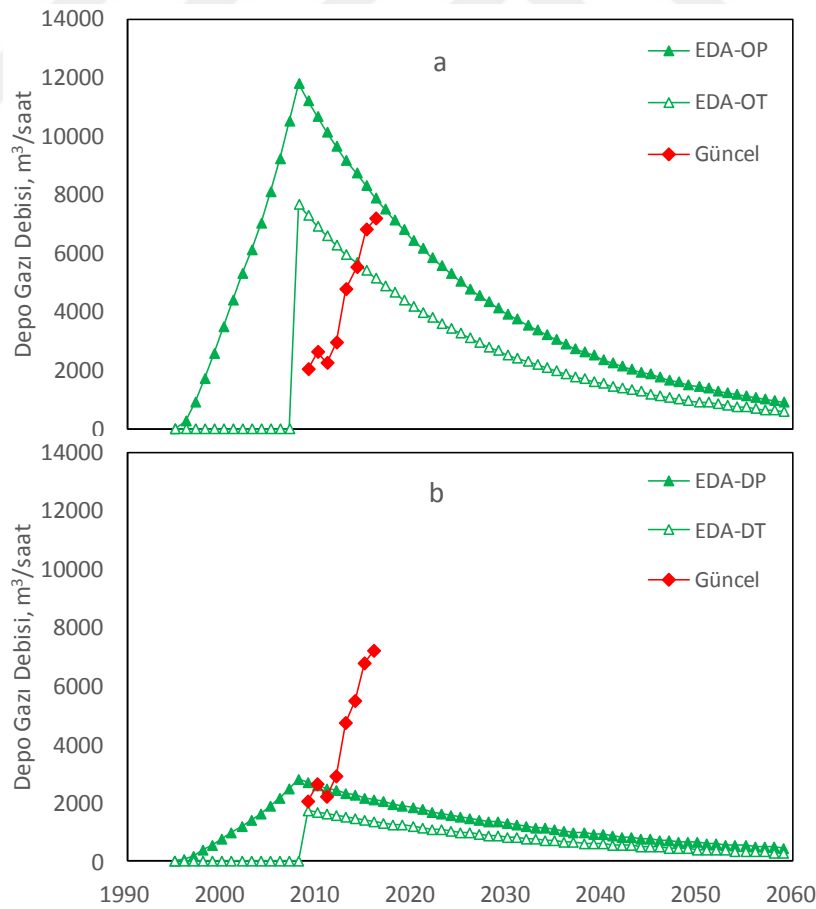 14000
12000
10000
8000
6000
4000
2000
0
Depo Gazı Debisi, m³/saat
a
EDA-OP
EDA-OT
Güncel
14000
12000
10000
8000
6000
4000
2000
0
Depo Gazı Debisi, m³/saat
b
EDA-DP
EDA-DT
Güncel
1990 2000 2010 2020 2030 2040 2050 2060